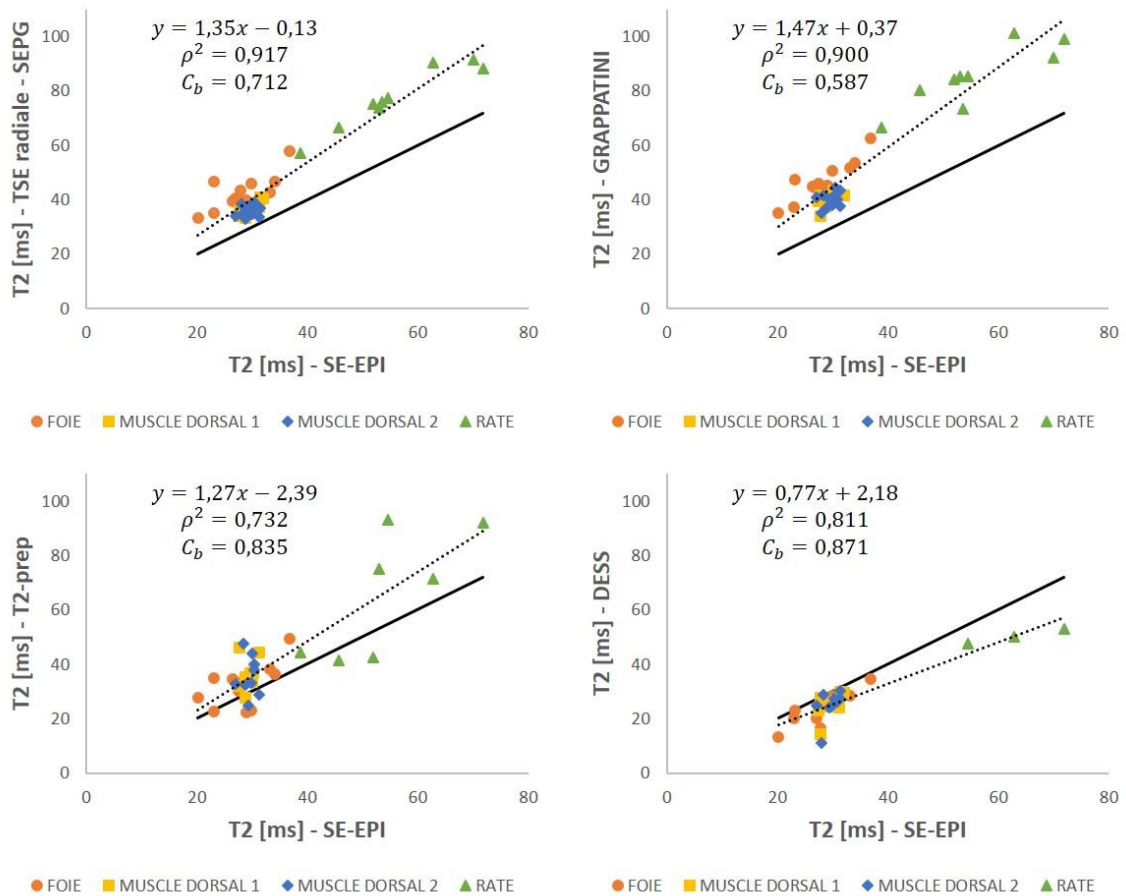 y = 1,35x − 0,13
ρ² = 0,917
C_b = 0,712
T2 [ms] - TSE radiale - SEPG
100
80
60
40
20
0
0 20 40 60 80
T2 [ms] - SE-EPI
FOIE MUSCLE DORSAL 1 MUSCLE DORSAL 2 RATE
y = 1,47x + 0,37
ρ² = 0,900
C_b = 0,587
T2 [ms] - GRAPPATINI
100
80
60
40
20
0
0 20 40 60 80
T2 [ms] - SE-EPI
FOIE MUSCLE DORSAL 1 MUSCLE DORSAL 2 RATE
y = 1,27x − 2,39
ρ² = 0,732
C_b = 0,835
T2 [ms] - T2-prep
100
80
60
40
20
0
0 20 40 60 80
T2 [ms] - SE-EPI
FOIE MUSCLE DORSAL 1 MUSCLE DORSAL 2 RATE
y = 0,77x + 2,18
ρ² = 0,811
C_b = 0,871
T2 [ms] - DESS
100
80
60
40
20
0
0 20 40 60 80
T2 [ms] - SE-EPI
FOIE MUSCLE DORSAL 1 MUSCLE DORSAL 2 RATE